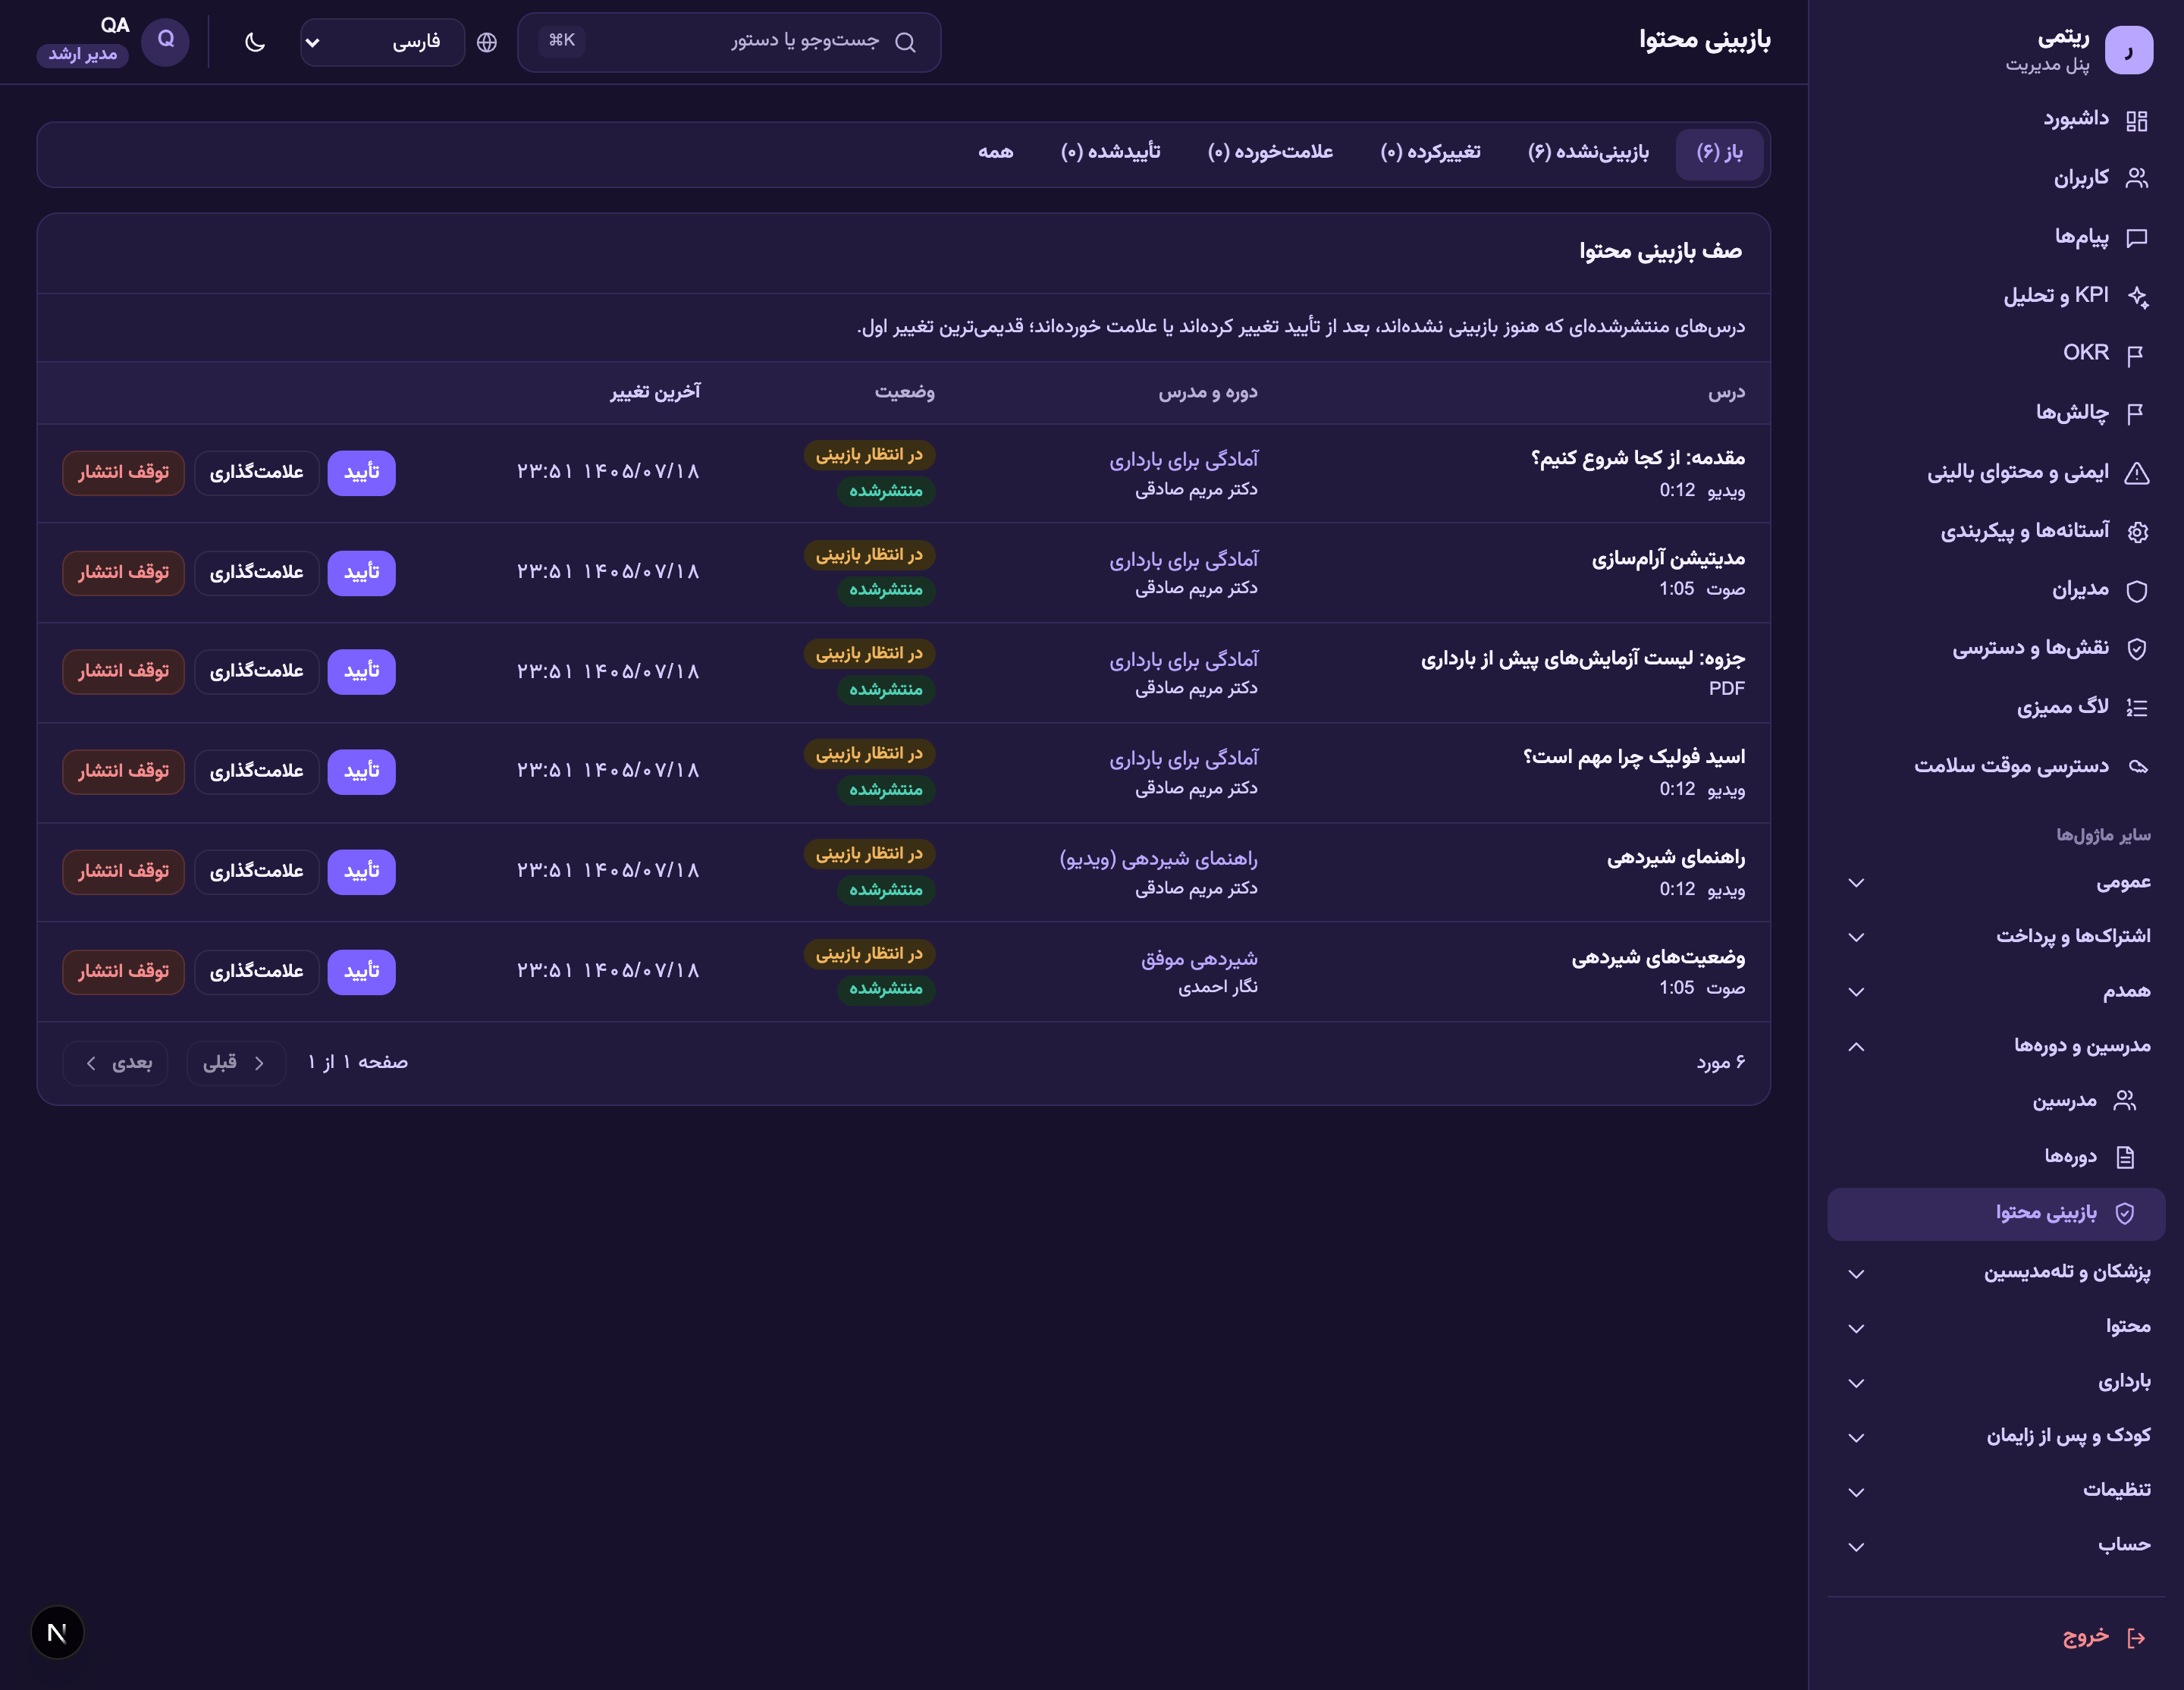 ر
ریتمی
پنل مدیریت
داشبورد
کاربران
پیام‌ها
KPI و تحلیل
OKR
چالش‌ها
ایمنی و محتوای بالینی
آستانه‌ها و پیکربندی
مدیران
نقش‌ها و دسترسی
لاگ ممیزی
دسترسی موقت سلامت
سایر ماژول‌ها
عمومی
اشتراک‌ها و پرداخت
همدم
مدرسین و دوره‌ها
مدرسین
دوره‌ها
بازبینی محتوا
پزشکان و تله‌مدیسین
محتوا
بارداری
کودک و پس از زایمان
تنظیمات
حساب
خروج
بازبینی محتوا
جست‌وجو یا دستور ⌘K
فارسی
Q
QA
مدیر ارشد
باز (۶) بازبینی‌نشده (۶) تغییرکرده (۰) علامت‌خورده (۰) تأییدشده (۰) همه
صف بازبینی محتوا
درس‌های منتشرشده‌ای که هنوز بازبینی نشده‌اند، بعد از تأیید تغییر کرده‌اند یا علامت خورده‌اند؛ قدیمی‌ترین تغییر اول.
درس دوره و مدرس وضعیت آخرین تغییر
مقدمه: از کجا شروع کنیم؟ آمادگی برای بارداری در انتظار بازبینی ۱۴۰۵/۰۷/۱۸ ۲۳:۵۱ تأیید علامت‌گذاری توقف انتشار
ویدیو 0:12 دکتر مریم صادقی منتشرشده
مدیتیشن آرام‌سازی آمادگی برای بارداری در انتظار بازبینی ۱۴۰۵/۰۷/۱۸ ۲۳:۵۱ تأیید علامت‌گذاری توقف انتشار
صوت 1:05 دکتر مریم صادقی منتشرشده
جزوه: لیست آزمایش‌های پیش از بارداری آمادگی برای بارداری در انتظار بازبینی ۱۴۰۵/۰۷/۱۸ ۲۳:۵۱ تأیید علامت‌گذاری توقف انتشار
PDF دکتر مریم صادقی منتشرشده
اسید فولیک چرا مهم است؟ آمادگی برای بارداری در انتظار بازبینی ۱۴۰۵/۰۷/۱۸ ۲۳:۵۱ تأیید علامت‌گذاری توقف انتشار
ویدیو 0:12 دکتر مریم صادقی منتشرشده
راهنمای شیردهی راهنمای شیردهی (ویدیو) در انتظار بازبینی ۱۴۰۵/۰۷/۱۸ ۲۳:۵۱ تأیید علامت‌گذاری توقف انتشار
ویدیو 0:12 دکتر مریم صادقی منتشرشده
وضعیت‌های شیردهی شیردهی موفق در انتظار بازبینی ۱۴۰۵/۰۷/۱۸ ۲۳:۵۱ تأیید علامت‌گذاری توقف انتشار
صوت 1:05 نگار احمدی منتشرشده
۶ مورد صفحه ۱ از ۱ قبلی بعدی
N